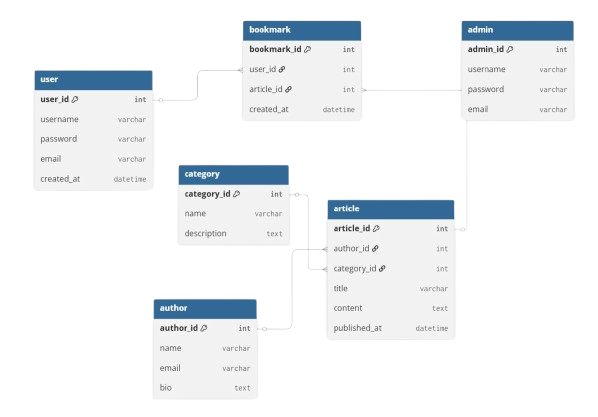 bookmark
bookmark_id int
user_id int
article_id int
created_at datetime
admin
admin_id int
username varchar
password varchar
email varchar
user
user_id int
username varchar
password varchar
email varchar
created_at datetime
category
category_id int
name varchar
description text
article
article_id int
author_id int
category_id int
title varchar
content text
published_at datetime
author
author_id int
name varchar
email varchar
bio text